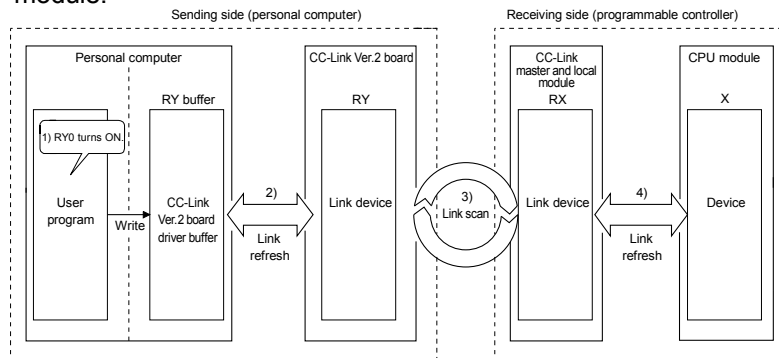 module.
Sending side (personal computer)
Receiving side (programmable controller)
Personal computer
CC-Link Ver.2 board
CC-Link
master and local
module
CPU module
RY buffer
RY
RX
X
1) RY0 turns ON.
User
program
Write
CC-Link
Ver.2 board
driver buffer
2)
Link
refresh
Link device
3)
Link scan
Link device
4)
Link
refresh
Device